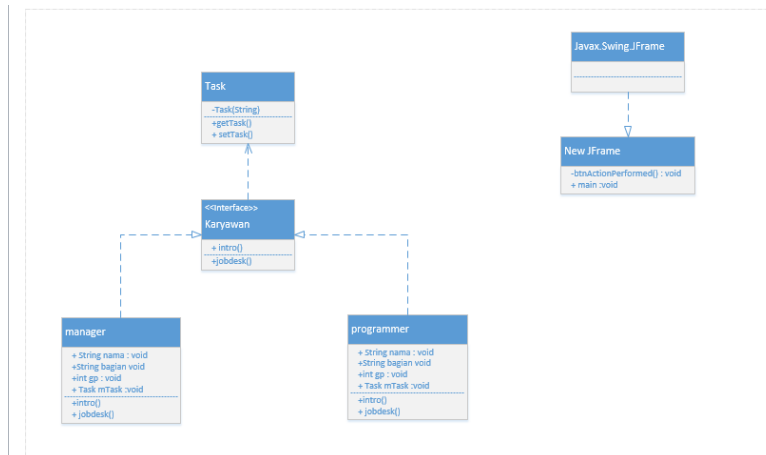 Javax.Swing.JFrame
Task
-Task(String)
+getTask()
+ setTask()
New JFrame
-btnActionPerformed() : void
+ main :void
<<Interface>>
Karyawan
+ intro()
+jobdesk()
manager
+ String nama : void
+String bagian void
+int gp : void
+ Task mTask :void
+intro()
+ jobdesk()
programmer
+ String nama : void
+String bagian void
+int gp : void
+ Task mTask :void
+intro()
+ jobdesk()